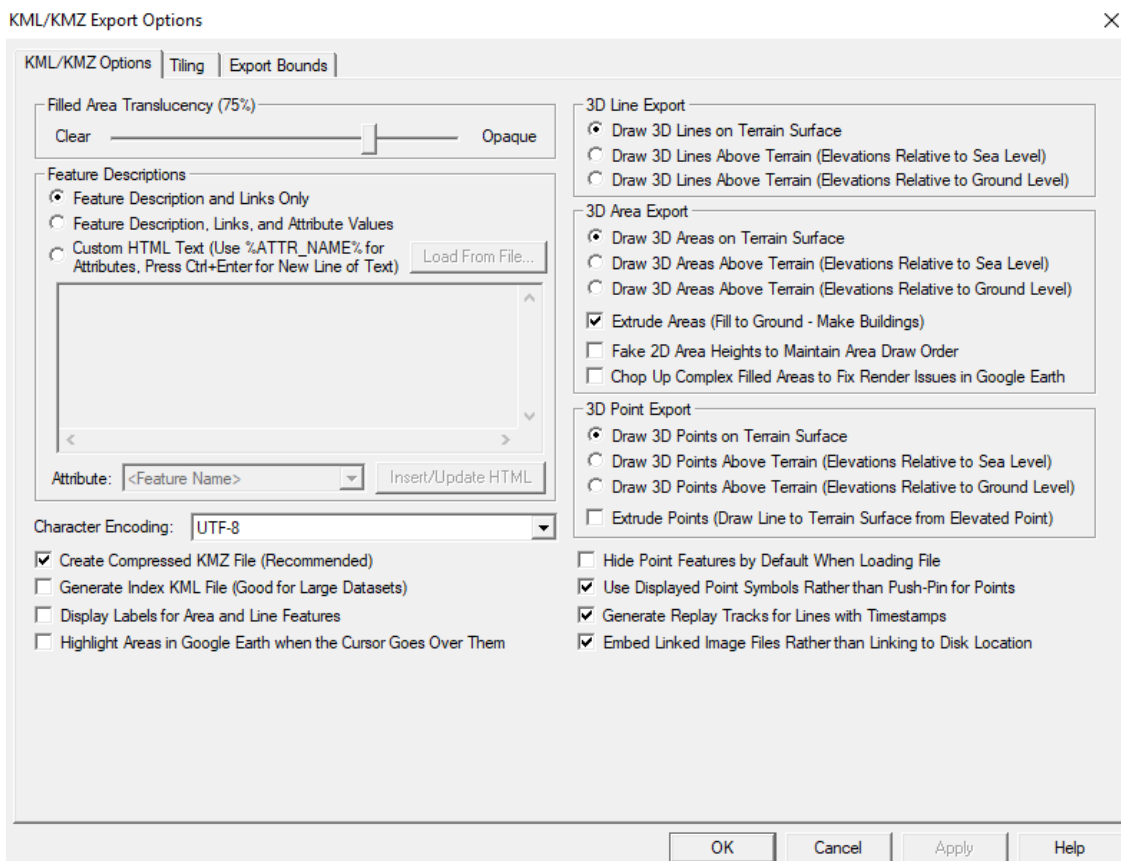 KML/KMZ Export Options
KML/KMZ Options
Tiling
Export Bounds
Filled Area Translucency (75%)
Clear
Opaque
Feature Descriptions
Feature Description and Links Only
Feature Description, Links, and Attribute Values
Custom HTML Text (Use %ATTR_NAME% for
Attributes, Press Ctrl+Enter for New Line of Text)
Load From File...
Attribute:
<Feature Name>
Insert/Update HTML
Character Encoding:
UTF-8
Create Compressed KMZ File (Recommended)
Generate Index KML File (Good for Large Datasets)
Display Labels for Area and Line Features
Highlight Areas in Google Earth when the Cursor Goes Over Them
3D Line Export
Draw 3D Lines on Terrain Surface
Draw 3D Lines Above Terrain (Elevations Relative to Sea Level)
Draw 3D Lines Above Terrain (Elevations Relative to Ground Level)
3D Area Export
Draw 3D Areas on Terrain Surface
Draw 3D Areas Above Terrain (Elevations Relative to Sea Level)
Draw 3D Areas Above Terrain (Elevations Relative to Ground Level)
Extrude Areas (Fill to Ground - Make Buildings)
Fake 2D Area Heights to Maintain Area Draw Order
Chop Up Complex Filled Areas to Fix Render Issues in Google Earth
3D Point Export
Draw 3D Points on Terrain Surface
Draw 3D Points Above Terrain (Elevations Relative to Sea Level)
Draw 3D Points Above Terrain (Elevations Relative to Ground Level)
Extrude Points (Draw Line to Terrain Surface from Elevated Point)
Hide Point Features by Default When Loading File
Use Displayed Point Symbols Rather than Push-Pin for Points
Generate Replay Tracks for Lines with Timestamps
Embed Linked Image Files Rather than Linking to Disk Location
OK
Cancel
Apply
Help